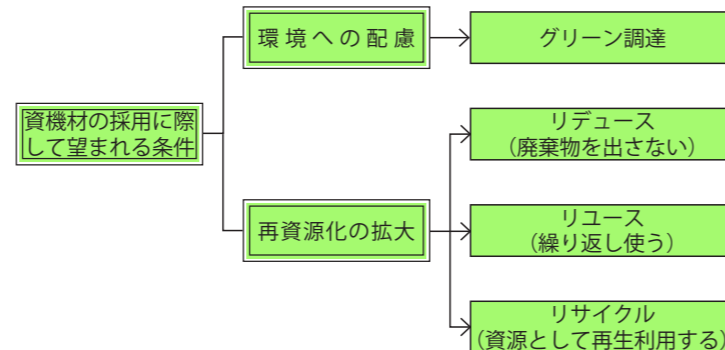 環境への配慮
グリーン調達
資機材の採用に際
して望まれる条件
リデュース
(廃棄物を出さない)
再資源化の拡大
リユース
(繰り返し使う)
リサイクル
(資源として再生利用する)